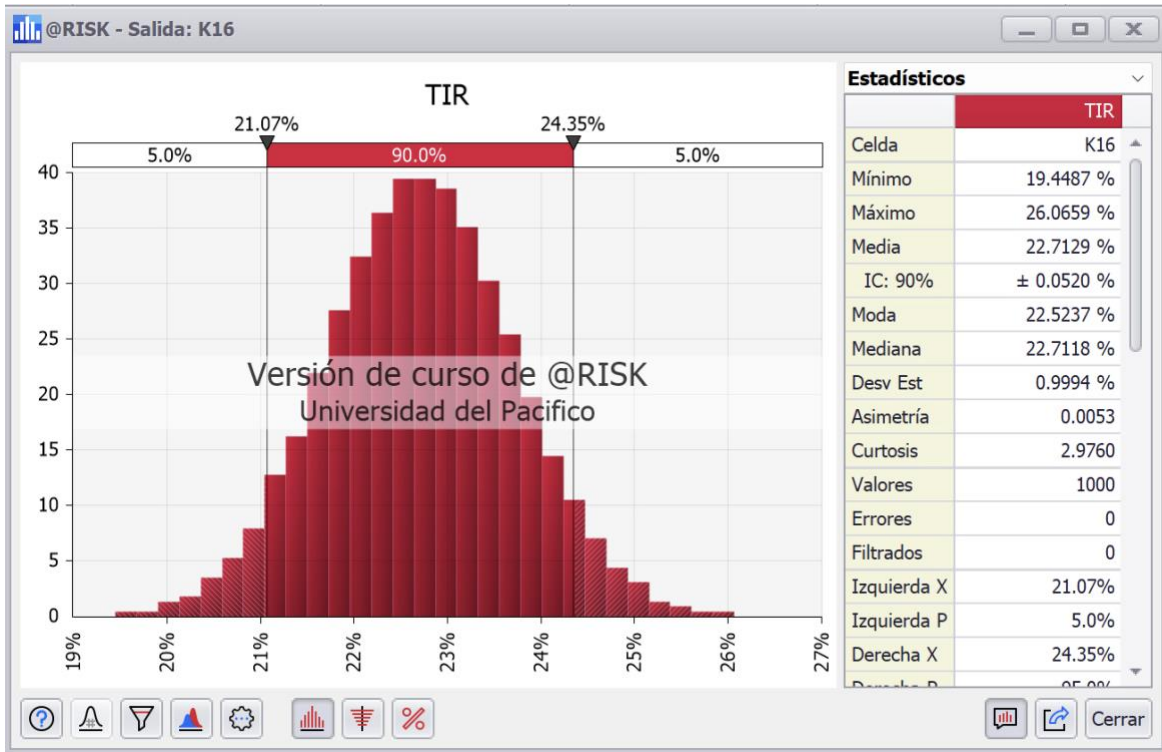 @RISK - Salida: K16
TIR
21.07% 24.35%
5.0% 90.0% 5.0%
40
35
30
25
20
15
10
5
0
19% 20% 21% 22% 23% 24% 25% 26% 27%
Versión de curso de @RISK
Universidad del Pacifico
Estadísticos
TIR
Celda K16
Mínimo 19.4487 %
Máximo 26.0659 %
Media 22.7129 %
IC: 90% ± 0.0520 %
Moda 22.5237 %
Mediana 22.7118 %
Desv Est 0.9994 %
Asimetría 0.0053
Curtosis 2.9760
Valores 1000
Errores 0
Filtrados 0
Izquierda X 21.07%
Izquierda P 5.0%
Derecha X 24.35%
Cerrar